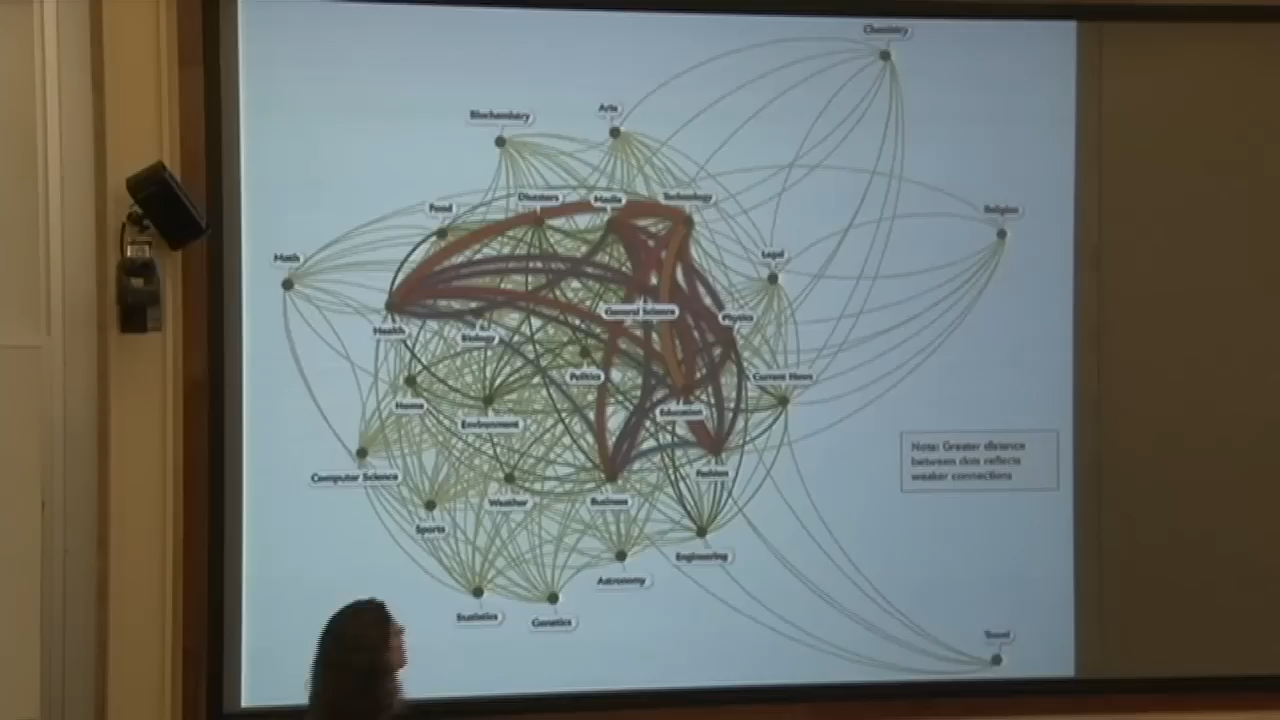 Chemistry
Arts
Biochemistry
Disasters
Media
Technology
Food
Religion
Math
Legal
General Science
Physics
Health
Biology
Politics
Current News
Home
Education
Environment
Note: Greater distance
between dots reflects
weaker connections
Computer Science
Fashion
Weather
Business
Sports
Engineering
Astronomy
Statistics
Genetics
Travel